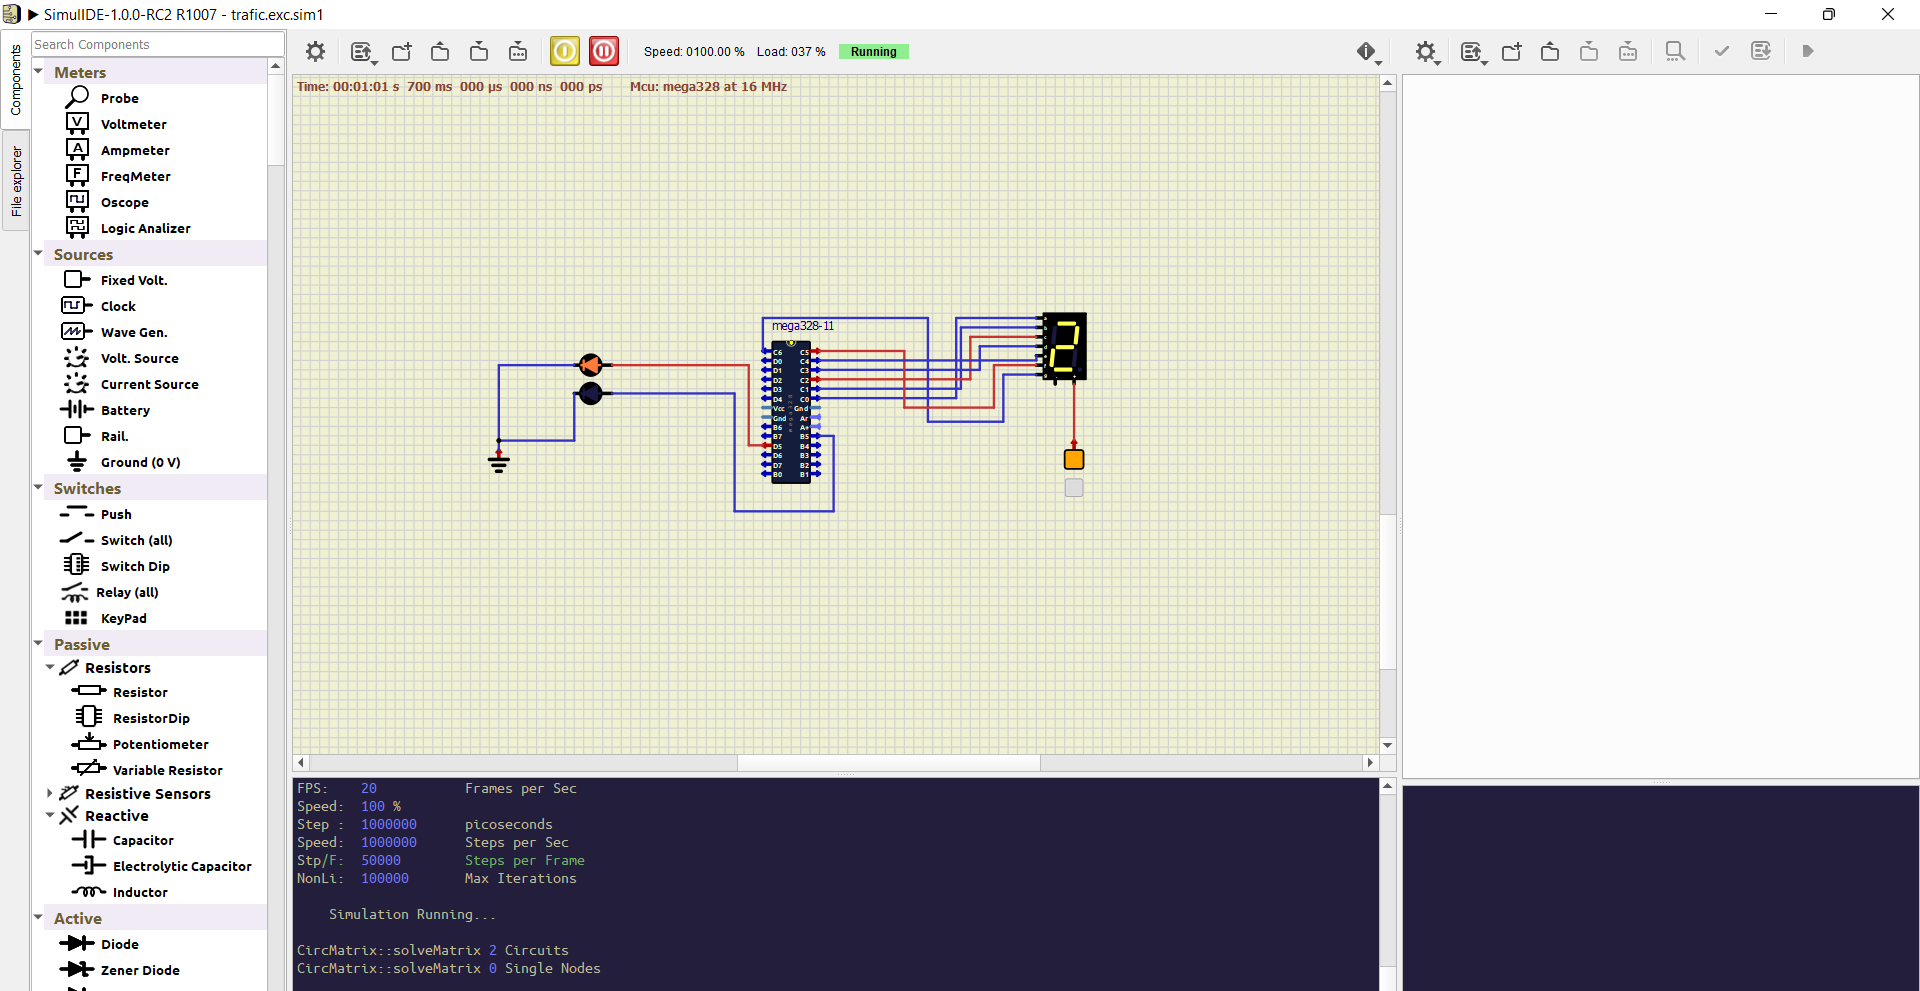 SimulIDE-1.0.0-RC2 R1007 - trafic.exc.sim1
Components
File explorer
Search Components
Meters
Probe
Voltmeter
Ampmeter
FreqMeter
Oscope
Logic Analizer
Sources
Fixed Volt.
Clock
Wave Gen.
Volt. Source
Current Source
Battery
Rail.
Ground (0 V)
Switches
Push
Switch (all)
Switch Dip
Relay (all)
KeyPad
Passive
Resistors
Resistor
ResistorDip
Potentiometer
Variable Resistor
Resistive Sensors
Reactive
Capacitor
Electrolytic Capacitor
Inductor
Active
Diode
Zener Diode
Speed: 0100.00 % Load: 037 % Running
Time: 00:01:01 s 700 ms 000 µs 000 ns 000 ps Mcu: mega328 at 16 MHz
mega328-11
C6 C5
D0 C4
D1 C3
D2 C2
D3 C1
D4 C0
Vcc Gnd
Gnd Ar
B6 A+
B7 B5
D5 B4
D6 B3
D7 B2
B0 B1
FPS: 20 Frames per Sec
Speed: 100 %
Step : 1000000 picoseconds
Speed: 1000000 Steps per Sec
Stp/F: 50000 Steps per Frame
NonLi: 100000 Max Iterations
Simulation Running...
CircMatrix::solveMatrix 2 Circuits
CircMatrix::solveMatrix 0 Single Nodes